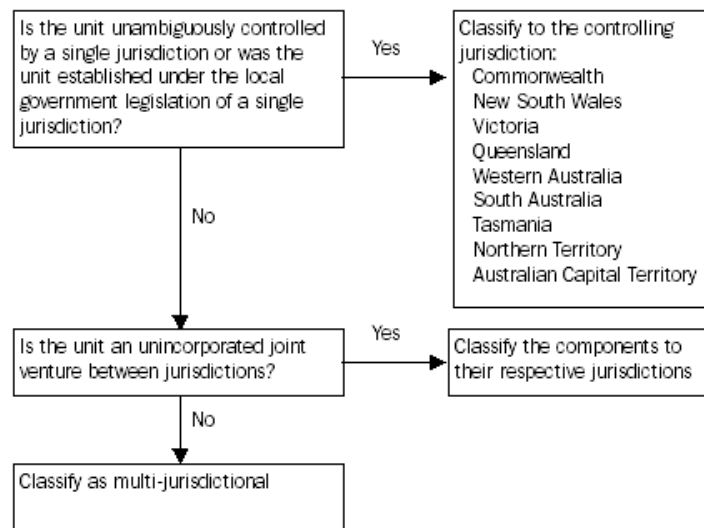 Is the unit unambiguously controlled
by a single jurisdiction or was the
unit established under the local
government legislation of a single
jurisdiction?
Yes
Classify to the controlling
jurisdiction:
Commonwealth
New South Wales
Victoria
Queensland
Western Australia
South Australia
Tasmania
Northern Territory
Australian Capital Territory
No
Is the unit an unincorporated joint
venture between jurisdictions?
Yes
Classify the components to
their respective jurisdictions
No
Classify as multi-jurisdictional